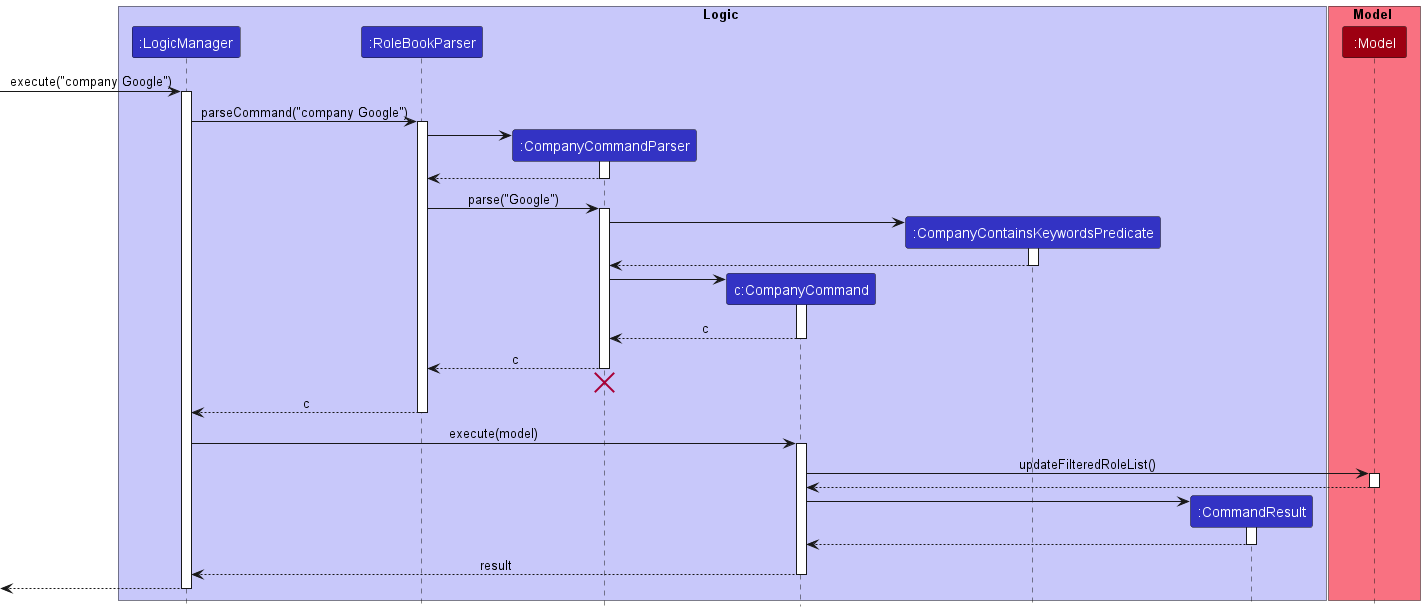 Logic
Model
:LogicManager
:RoleBookParser
:Model
execute("company Google")
parseCommand("company Google")
:CompanyCommandParser
parse("Google")
:CompanyContainsKeywordsPredicate
c:CompanyCommand
c
c
c
execute(model)
updateFilteredRoleList()
:CommandResult
result